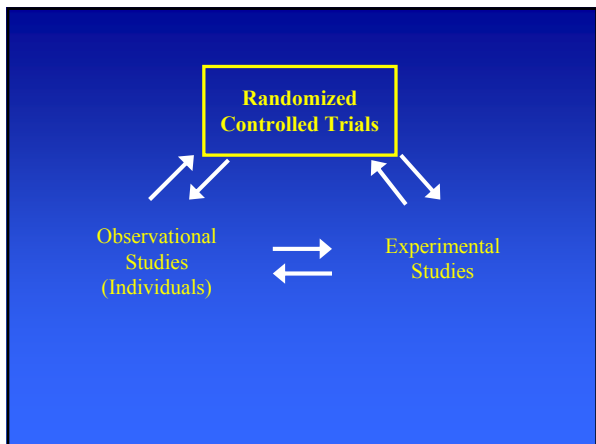 Randomized
Controlled Trials
Observational
Studies
(Individuals)
Experimental
Studies